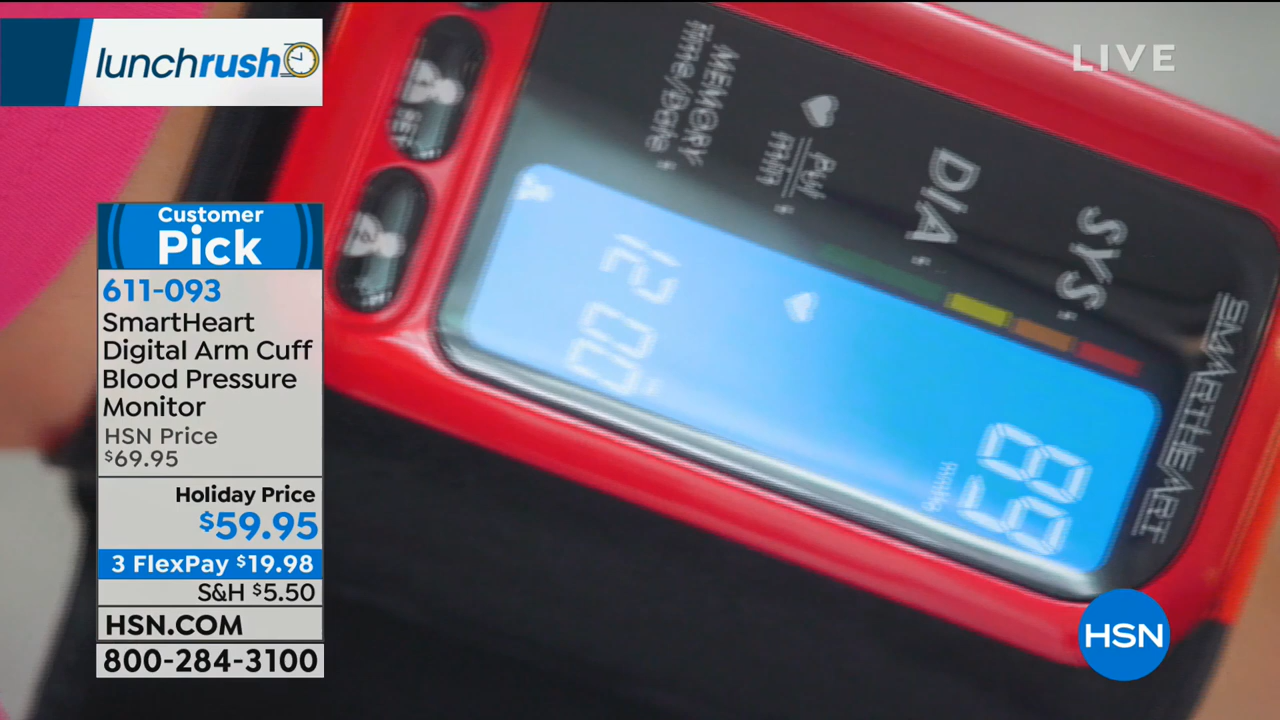 lunchrush
LIVE
Customer
Pick
611-093
SmartHeart
Digital Arm Cuff
Blood Pressure
Monitor
HSN Price
$69.95
Holiday Price
$59.95
3 FlexPay $19.98
S&H $5.50
HSN.COM
800-284-3100
HSN
SET
MEMORY
Time/Date
Pul
Min
DIA
SYS
SMARTHEART
12:00
mmHg